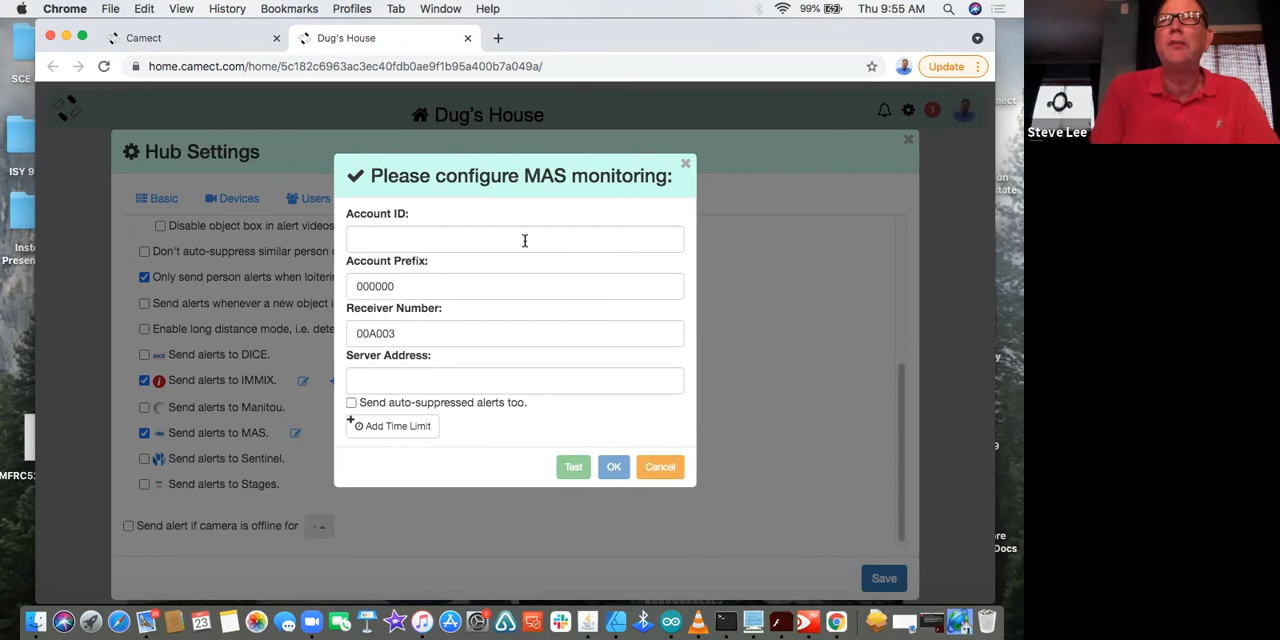 Chrome File Edit View History Bookmarks Profiles Tab Window Help
99% Thu 9:55 AM
Camect
Dug's House
home.camect.com/home/5c182c6963ac3ec40fdb0ae9f1b95a400b7a049a/
Update
SCE
Dug's House
1
Steve Lee
Hub Settings
Please configure MAS monitoring:
ISY 9
Basic Devices Users
Account ID:
Disable object box in alert videos
Don't auto-suppress similar person
Account Prefix:
Only send person alerts when loiterin
000000
Send alerts whenever a new object i
Receiver Number:
Enable long distance mode, i.e. dete
00A003
Send alerts to DICE.
Server Address:
Send alerts to IMMIX.
Send auto-suppressed alerts too.
Send alerts to Manitou.
Add Time Limit
Send alerts to MAS.
Send alerts to Sentinel.
Test OK Cancel
Send alerts to Stages.
MFRC5
Send alert if camera is offline for
Save
23